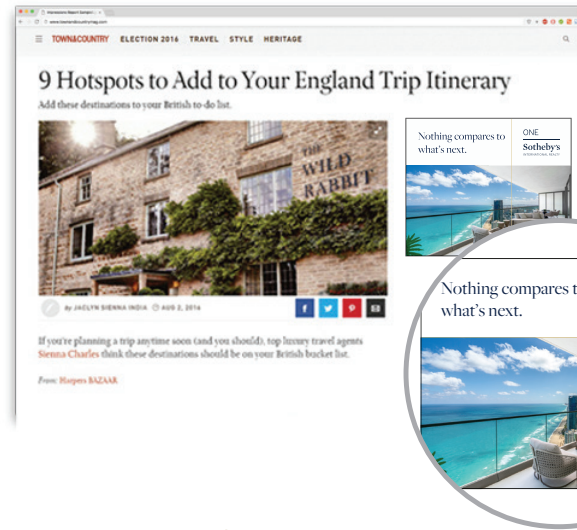 www.townandcountrymag.com
TOWN&COUNTRY ELECTION 2016 TRAVEL STYLE HERITAGE
9 Hotspots to Add to Your England Trip Itinerary
Add these destinations to your British to-do list.
THE
WILD
RABBIT
By JACLYN SIENNA INDIA AUG 2, 2016
If you're planning a trip anytime soon (and you should), top luxury travel agents
Sienna Charles think these destinations should be on your British bucket list.
From: Harpers BAZAAR
Nothing compares to
what's next.
ONE
Sotheby's
INTERNATIONAL REALTY
Nothing compares t
what's next.